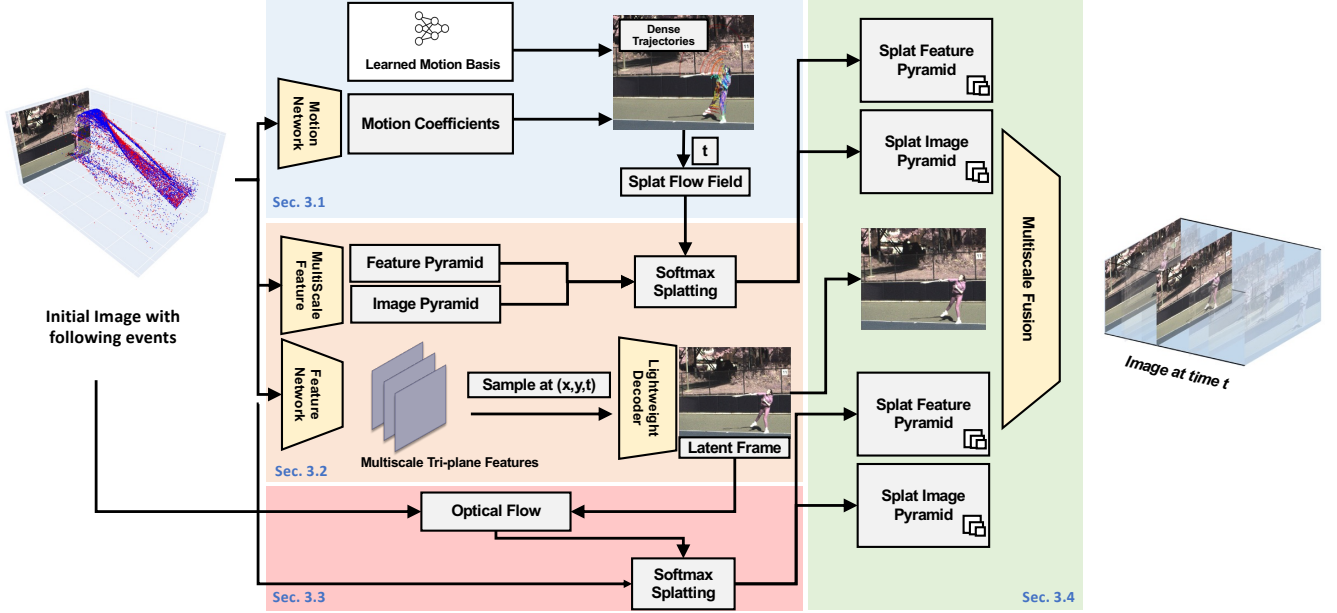 Initial Image with
following events
Motion
Network
Learned Motion Basis
Motion Coefficients
Dense
Trajectories
t
Splat Flow Field
Sec. 3.1
MultiScale
Feature
Feature Pyramid
Image Pyramid
Softmax
Splatting
Feature
Network
Multiscale Tri-plane Features
Sample at (x,y,t)
Lightweight
Decoder
Latent Frame
Sec. 3.2
Optical Flow
Softmax
Splatting
Sec. 3.3
Splat Feature
Pyramid
Splat Image
Pyramid
Splat Feature
Pyramid
Splat Image
Pyramid
Multiscale Fusion
Sec. 3.4
Image at time t